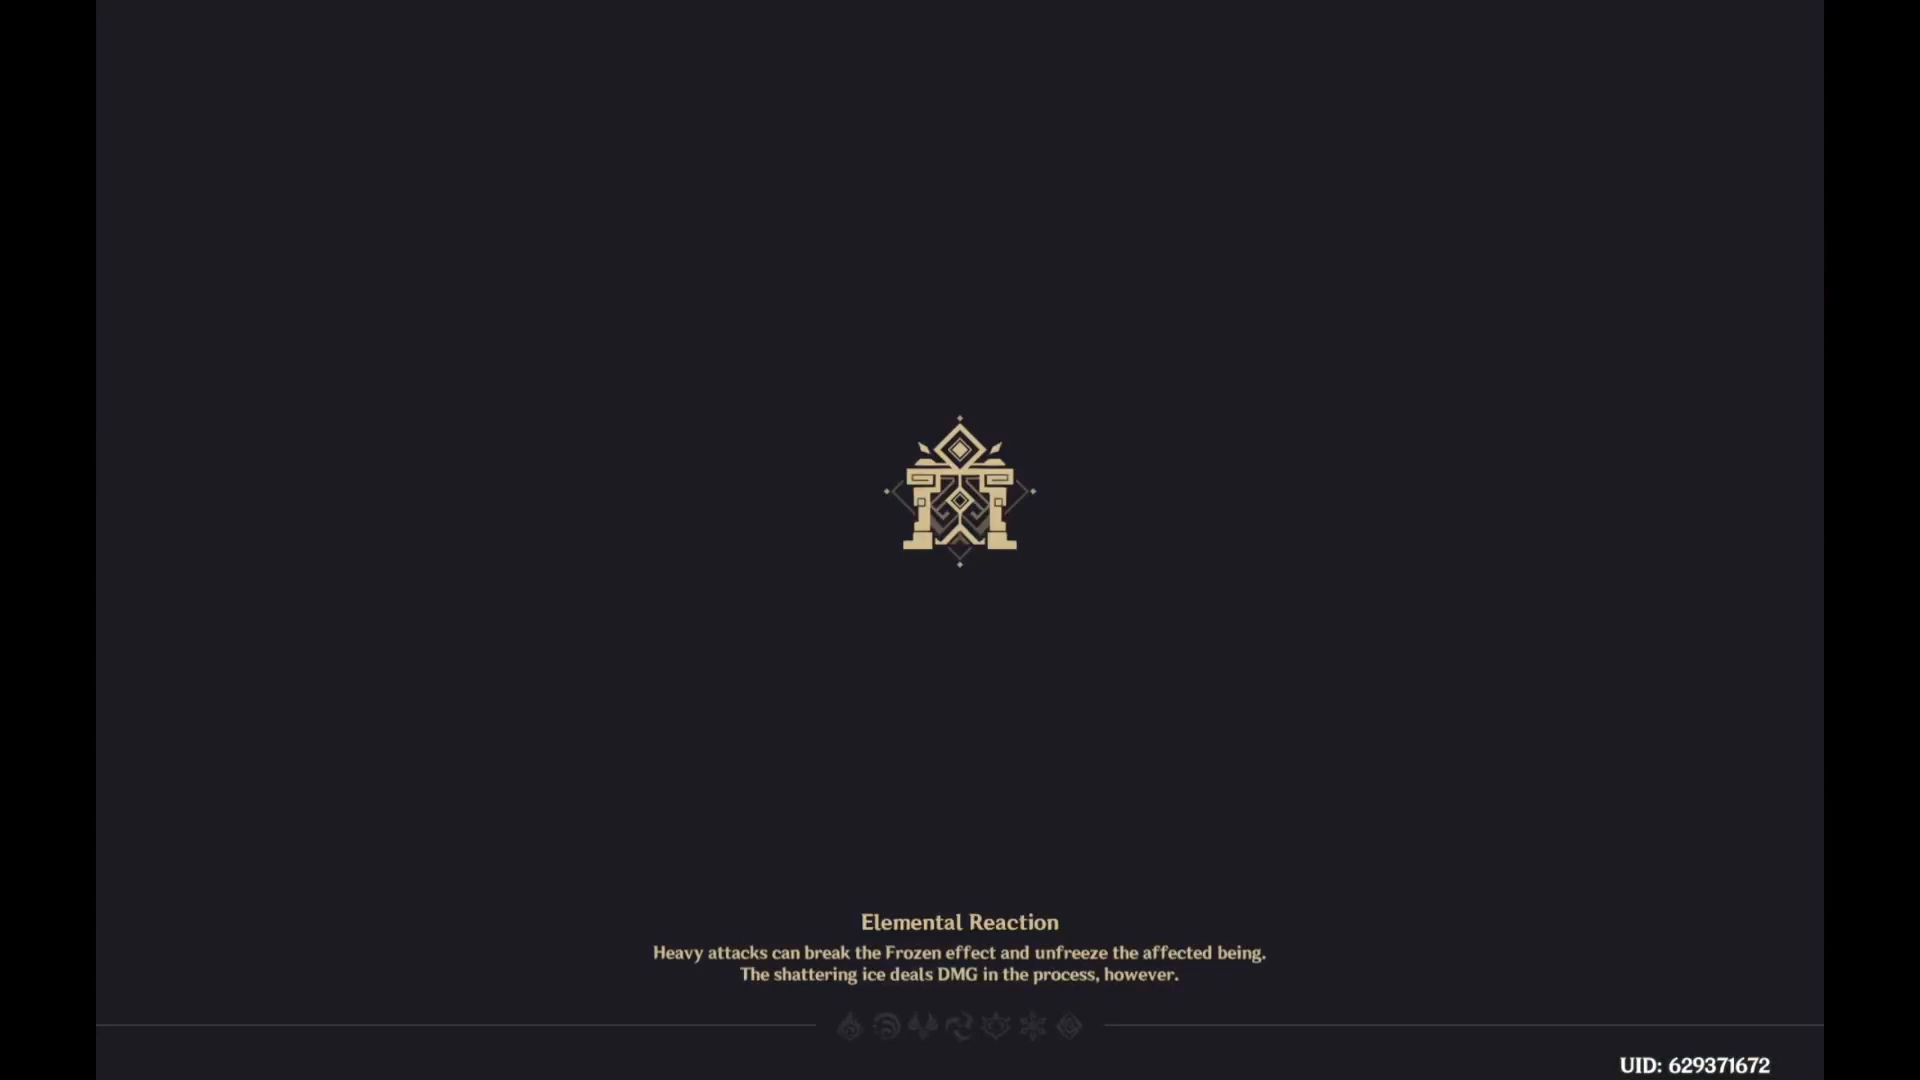 Elemental Reaction
Heavy attacks can break the Frozen effect and unfreeze the affected being.
The shattering ice deals DMG in the process, however.
UID: 629371672